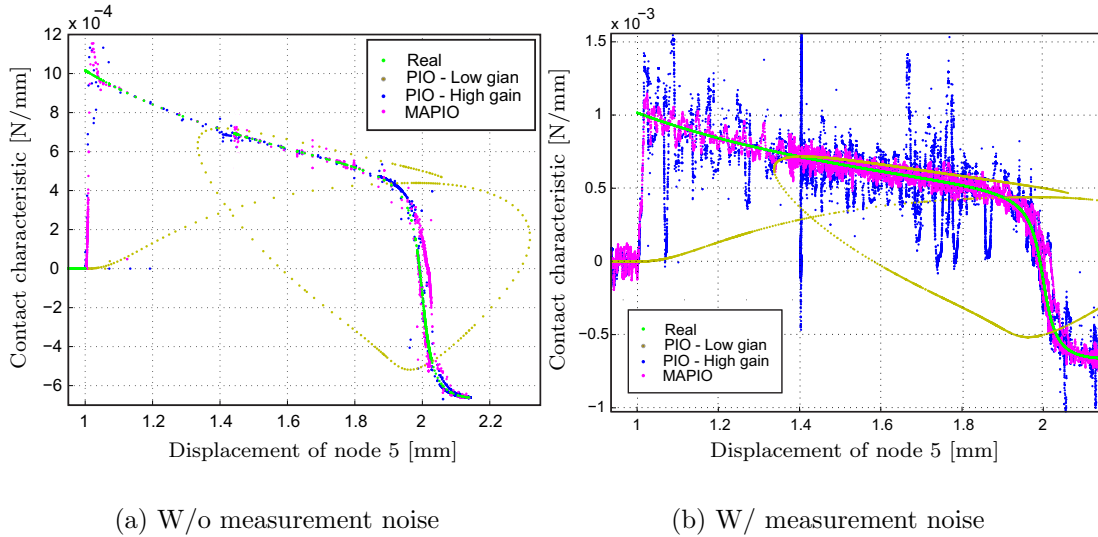 x 10⁻⁴
12
10
8
6
4
2
0
−2
−4
−6
1
1.2
1.4
1.6
1.8
2
2.2
Contact characteristic [N/mm]
Displacement of node 5 [mm]
Real
PIO - Low gian
PIO - High gain
MAPIO
(a) W/o measurement noise
x 10⁻³
1.5
1
0.5
0
−0.5
−1
1
1.2
1.4
1.6
1.8
2
Contact characteristic [N/mm]
Displacement of node 5 [mm]
Real
PIO - Low gian
PIO - High gain
MAPIO
(b) W/ measurement noise